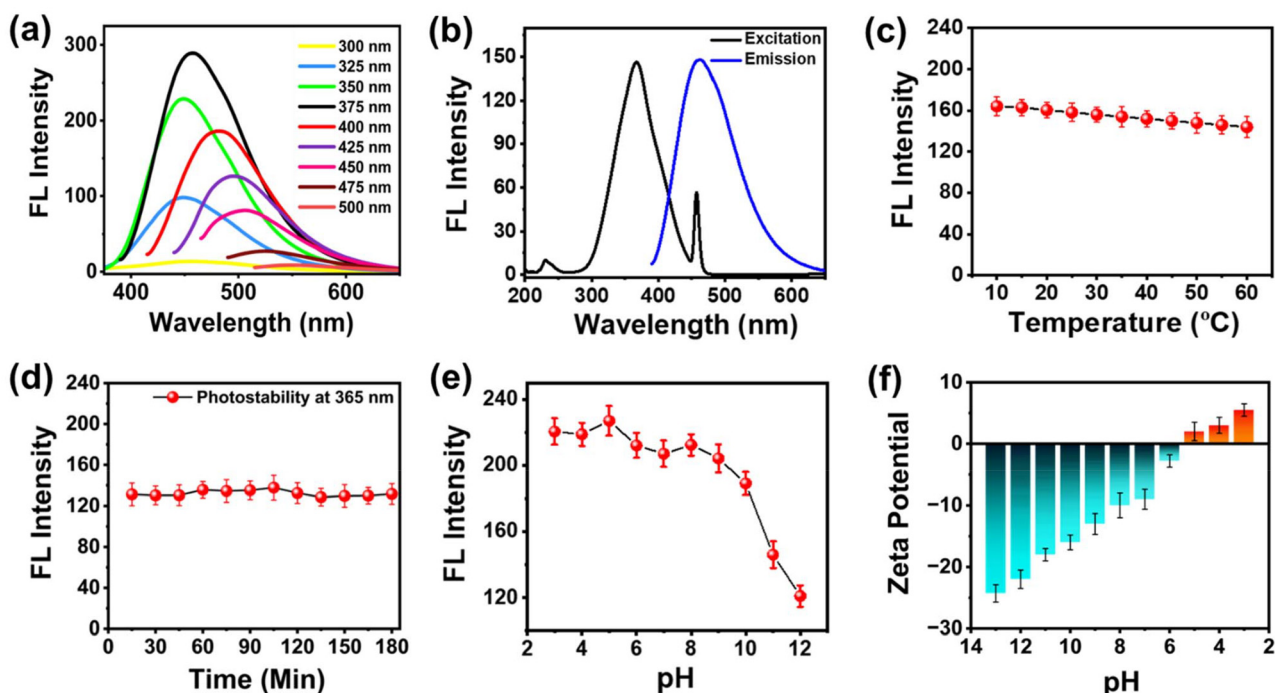 (a)
FL Intensity
300
200
100
0
400 500 600
Wavelength (nm)
300 nm
325 nm
350 nm
375 nm
400 nm
425 nm
450 nm
475 nm
500 nm
(b)
FL Intensity
150
120
90
60
30
0
200 300 400 500 600
Wavelength (nm)
Excitation
Emission
(c)
FL Intensity
240
200
160
120
80
40
0
10 20 30 40 50 60
Temperature (°C)
(d)
FL Intensity
240
200
160
120
80
40
0
0 30 60 90 120 150 180
Time (Min)
Photostability at 365 nm
(e)
FL Intensity
240
200
160
120
2 4 6 8 10 12
pH
(f)
Zeta Potential
10
0
−10
−20
−30
14 12 10 8 6 4 2
pH